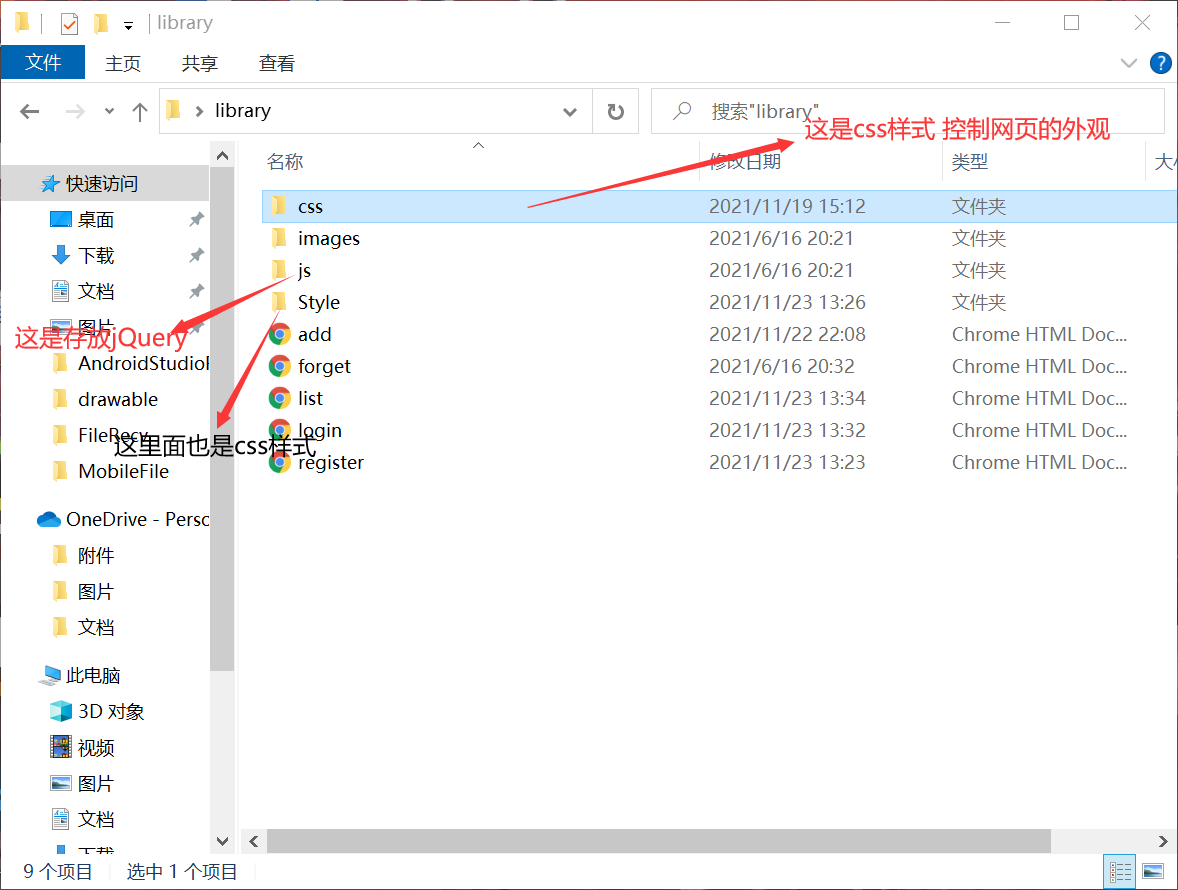 library
文件 主页 共享 查看
library 搜索"library"
这是css样式 控制网页的外观
名称 修改日期 类型
快速访问
css 2021/11/19 15:12 文件夹
桌面
images 2021/6/16 20:21 文件夹
下载
js 2021/6/16 20:21 文件夹
文档
Style 2021/11/23 13:26 文件夹
图片
这是存放jQuery
add 2021/11/22 22:08 Chrome HTML Doc...
AndroidStudio
forget 2021/6/16 20:32 Chrome HTML Doc...
drawable
list 2021/11/23 13:34 Chrome HTML Doc...
FileRecy
login 2021/11/23 13:32 Chrome HTML Doc...
这里面也是css样式
MobileFile
register 2021/11/23 13:23 Chrome HTML Doc...
OneDrive - Perso
附件
图片
文档
此电脑
3D 对象
视频
图片
文档
下载
9 个项目 选中 1 个项目